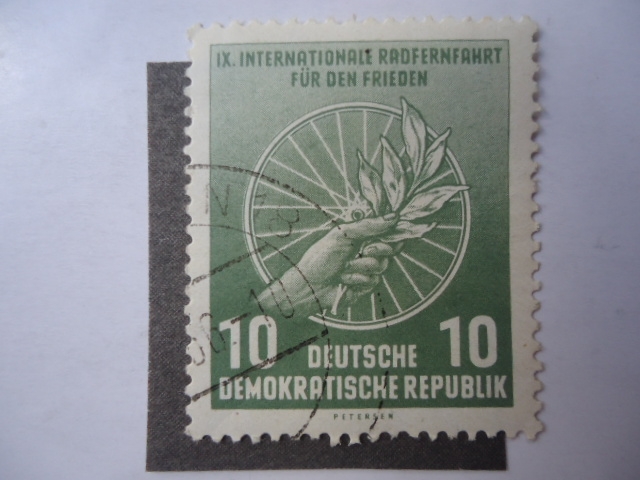 IX. INTERNATIONALE RADFERNFAHRT
FÜR DEN FRIEDEN
10 10
DEUTSCHE
DEMOKRATISCHE REPUBLIK
PETERSEN